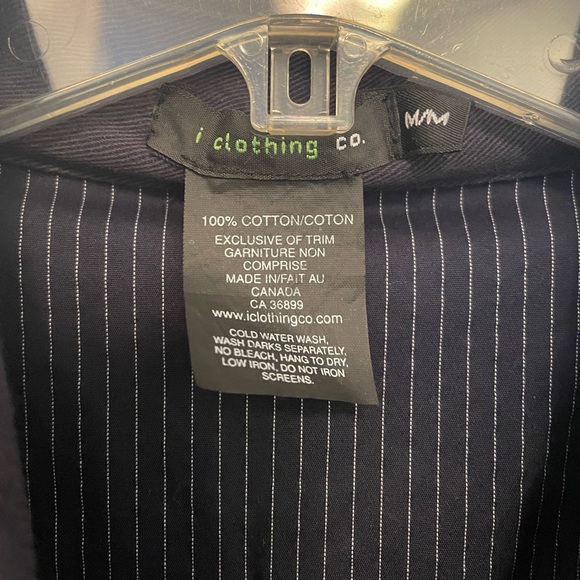 i clothing co.
M/M
100% COTTON/COTON
EXCLUSIVE OF TRIM
GARNITURE NON
COMPRISE
MADE IN/FAIT AU
CANADA
CA 36899
www.iclothingco.com
COLD WATER WASH,
WASH DARKS SEPARATELY,
NO BLEACH, HANG TO DRY,
LOW IRON, DO NOT IRON
SCREENS.